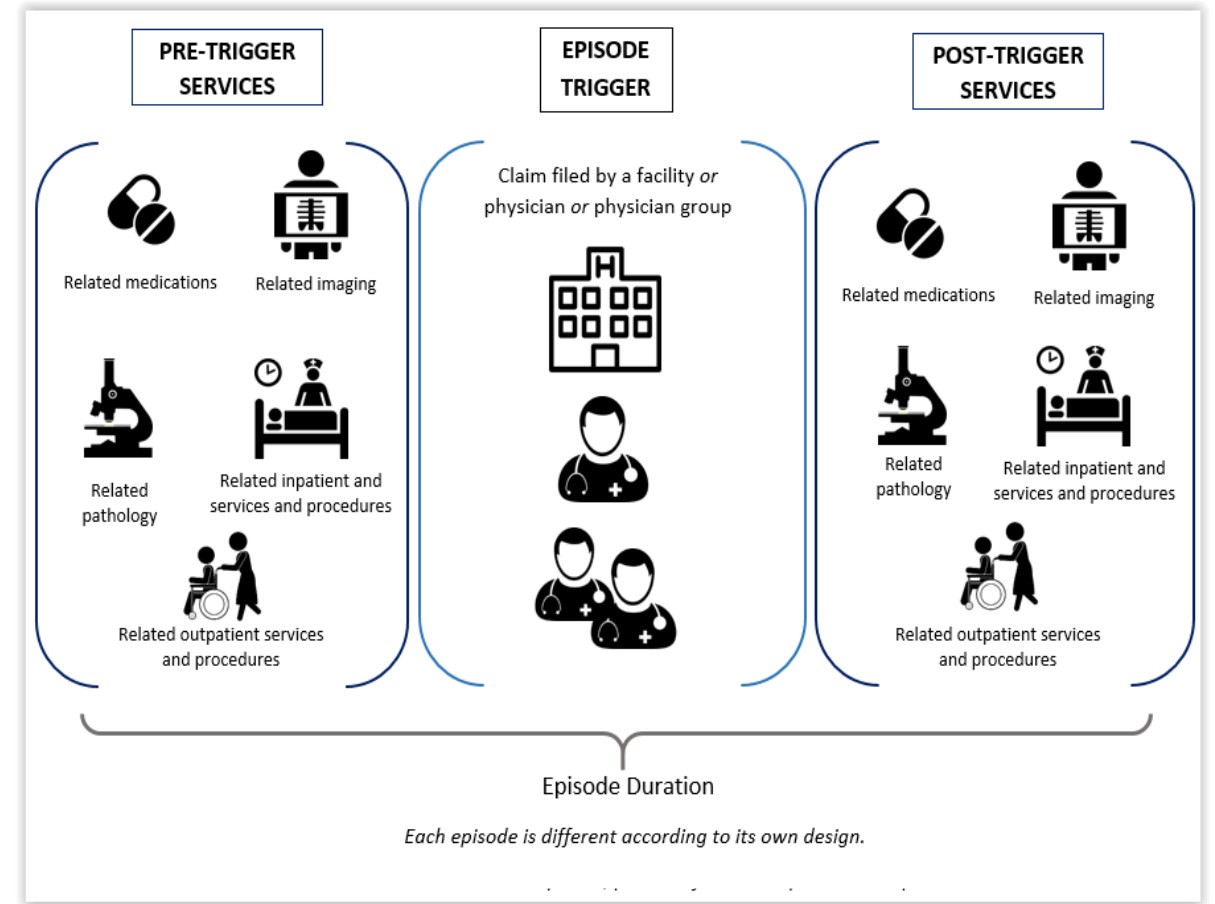 PRE-TRIGGER
SERVICES
EPISODE
TRIGGER
POST-TRIGGER
SERVICES
Related medications
Related imaging
Related
pathology
Related inpatient and
services and procedures
Related outpatient services
and procedures
Claim filed by a facility or
physician or physician group
H
Related medications
Related imaging
Related
pathology
Related inpatient and
services and procedures
Related outpatient services
and procedures
Episode Duration
Each episode is different according to its own design.